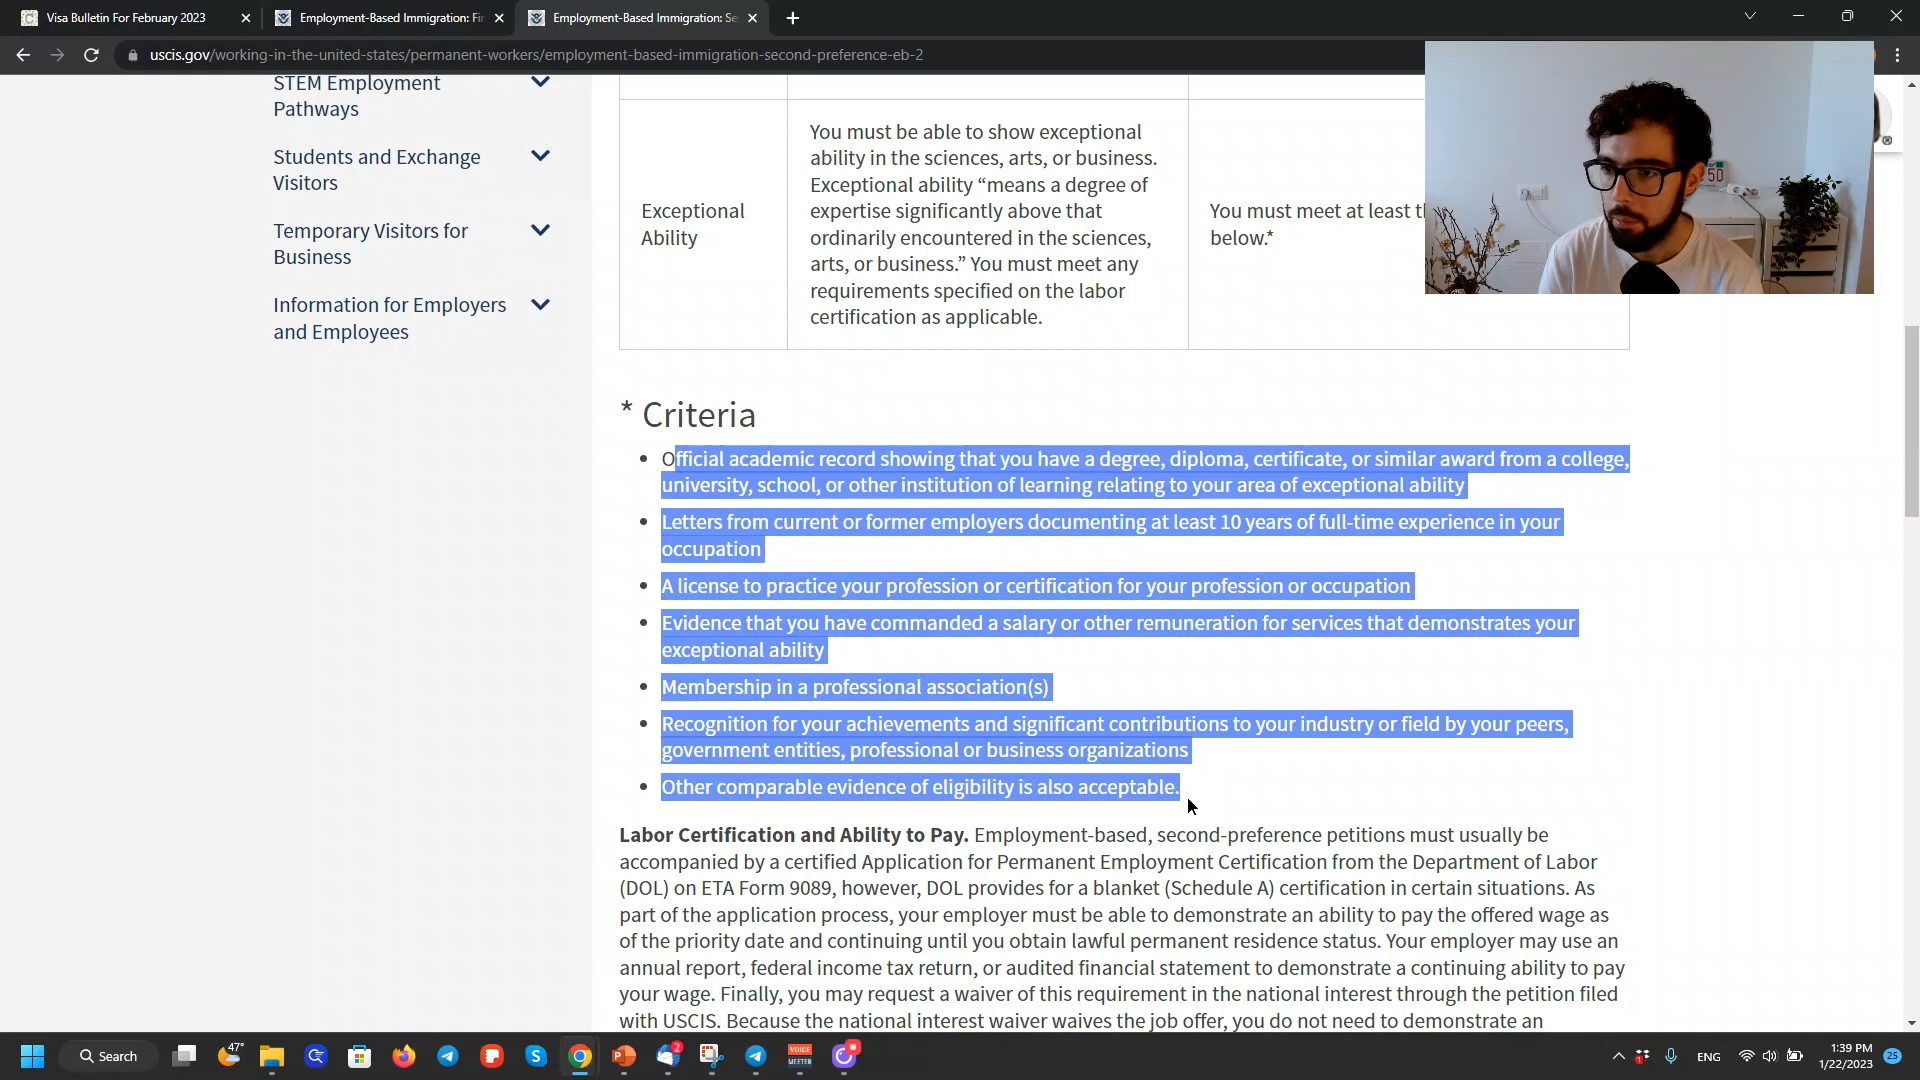 Visa Bulletin For February 2023
Employment-Based Immigration: Fi
Employment-Based Immigration: Se
uscis.gov/working-in-the-united-states/permanent-workers/employment-based-immigration-second-preference-eb-2
STEM Employment
Pathways
Students and Exchange
Visitors
Temporary Visitors for
Business
Information for Employers
and Employees
Exceptional
Ability
You must be able to show exceptional
ability in the sciences, arts, or business.
Exceptional ability “means a degree of
expertise significantly above that
ordinarily encountered in the sciences,
arts, or business.” You must meet any
requirements specified on the labor
certification as applicable.
You must meet at least th
below.*
50
* Criteria
• Official academic record showing that you have a degree, diploma, certificate, or similar award from a college,
university, school, or other institution of learning relating to your area of exceptional ability
• Letters from current or former employers documenting at least 10 years of full-time experience in your
occupation
• A license to practice your profession or certification for your profession or occupation
• Evidence that you have commanded a salary or other remuneration for services that demonstrates your
exceptional ability
• Membership in a professional association(s)
• Recognition for your achievements and significant contributions to your industry or field by your peers,
government entities, professional or business organizations
• Other comparable evidence of eligibility is also acceptable.
Labor Certification and Ability to Pay. Employment-based, second-preference petitions must usually be
accompanied by a certified Application for Permanent Employment Certification from the Department of Labor
(DOL) on ETA Form 9089, however, DOL provides for a blanket (Schedule A) certification in certain situations. As
part of the application process, your employer must be able to demonstrate an ability to pay the offered wage as
of the priority date and continuing until you obtain lawful permanent residence status. Your employer may use an
annual report, federal income tax return, or audited financial statement to demonstrate a continuing ability to pay
your wage. Finally, you may request a waiver of this requirement in the national interest through the petition filed
with USCIS. Because the national interest waiver waives the job offer, you do not need to demonstrate an
Search
47°
2
VOICE
MEETER
ENG
1:39 PM
1/22/2023
25